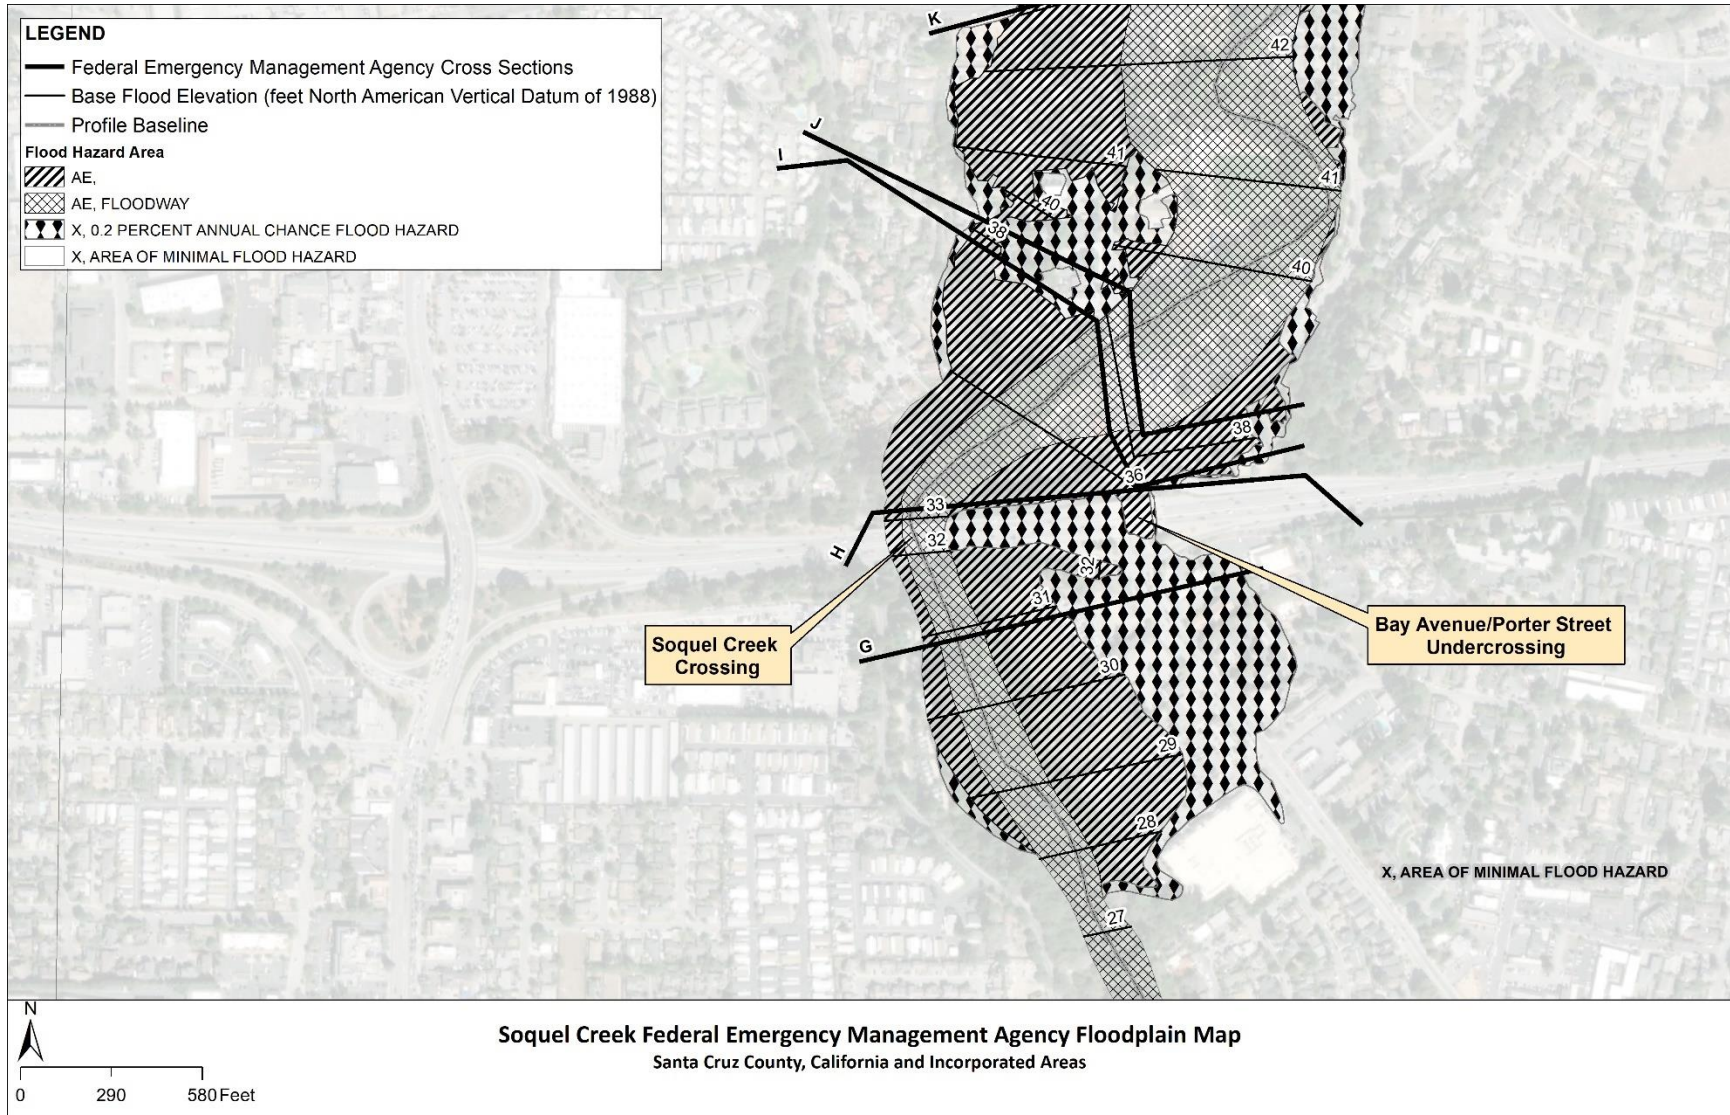 LEGEND
Federal Emergency Management Agency Cross Sections
Base Flood Elevation (feet North American Vertical Datum of 1988)
Profile Baseline
Flood Hazard Area
AE,
AE, FLOODWAY
X, 0.2 PERCENT ANNUAL CHANCE FLOOD HAZARD
X, AREA OF MINIMAL FLOOD HAZARD
K
42
J
I
41
41
40
38
40
38
36
33
32
H
32
31
G
Soquel Creek
Crossing
Bay Avenue/Porter Street
Undercrossing
30
29
28
X, AREA OF MINIMAL FLOOD HAZARD
27
N
0 290 580 Feet
Soquel Creek Federal Emergency Management Agency Floodplain Map
Santa Cruz County, California and Incorporated Areas